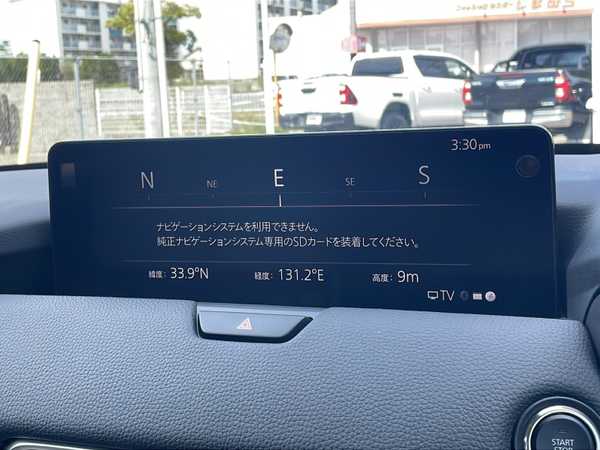 3:30pm
N NE E SE S
ナビゲーションシステムを利用できません。
純正ナビゲーションシステム専用のSDカードを装着してください。
緯度: 33.9°N 経度: 131.2°E 高度: 9m
TV
START
STOP